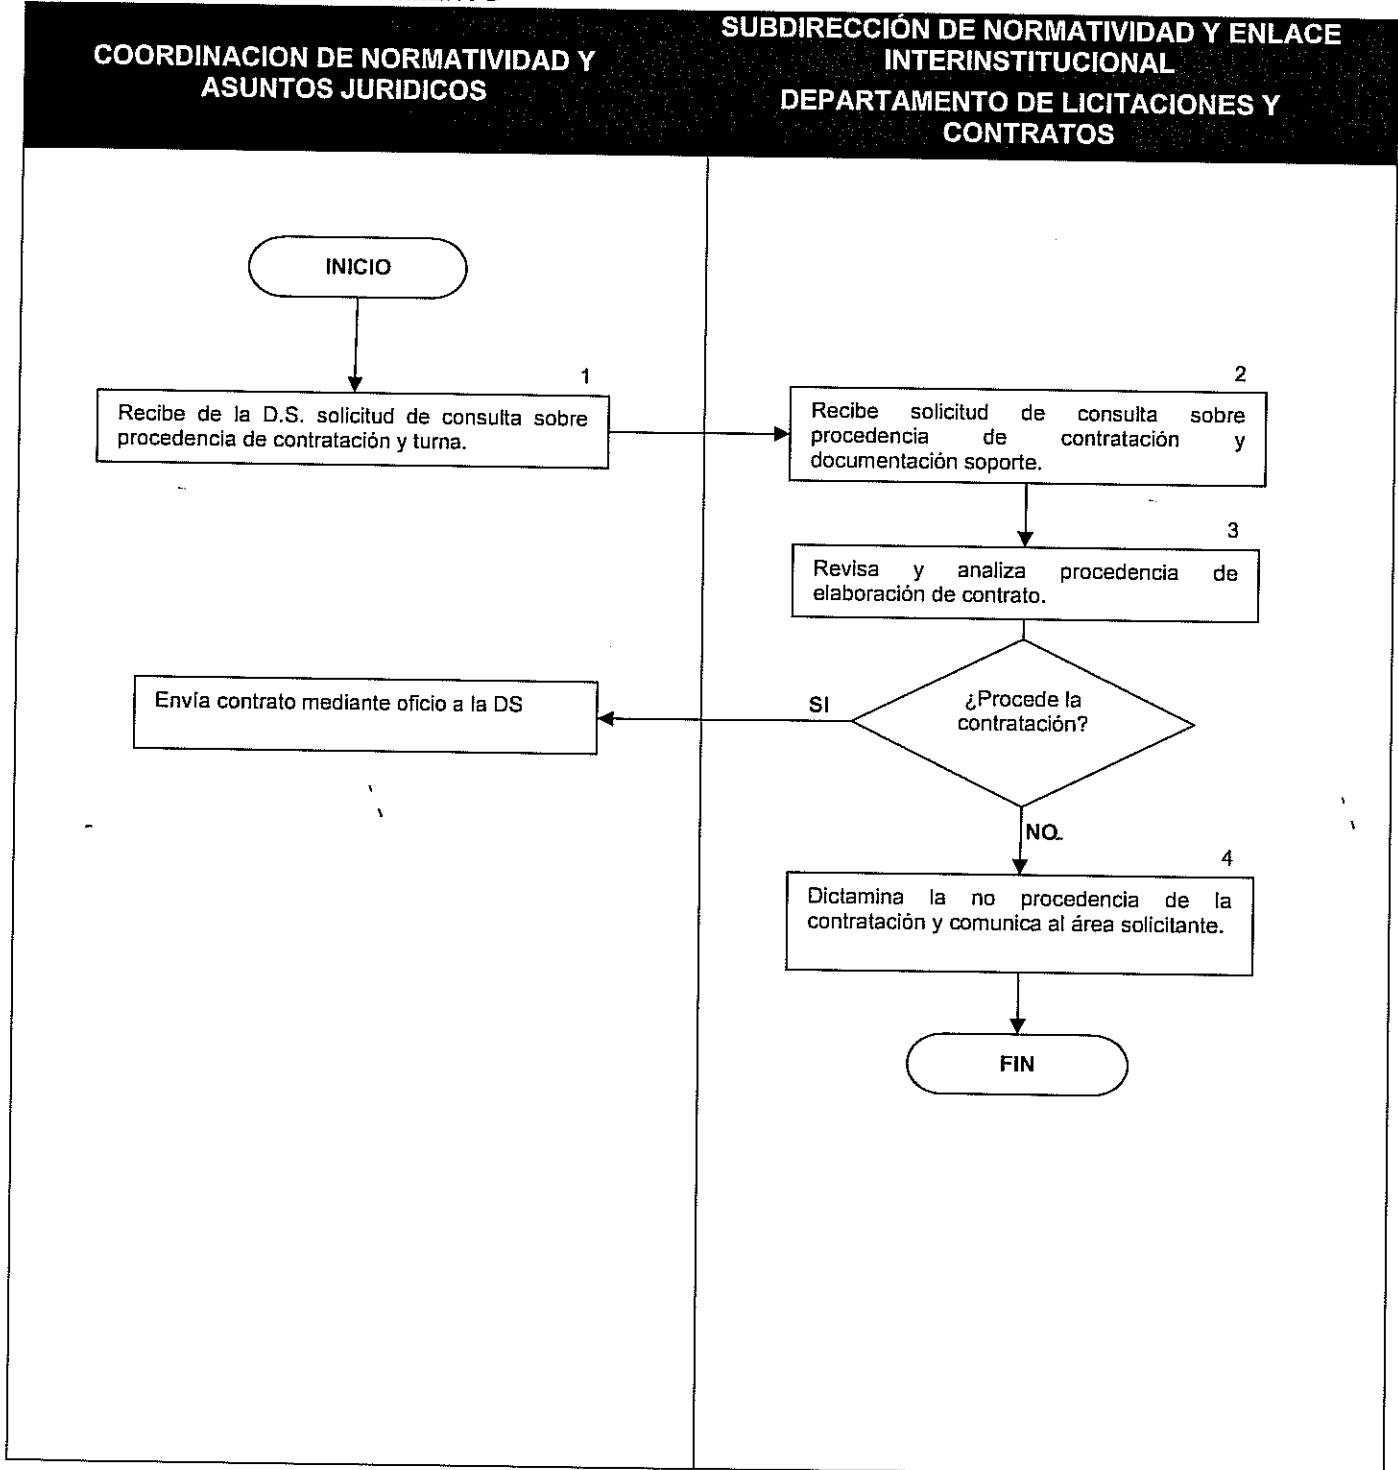 COORDINACION DE NORMATIVIDAD Y
ASUNTOS JURIDICOS
SUBDIRECCIÓN DE NORMATIVIDAD Y ENLACE
INTERINSTITUCIONAL
DEPARTAMENTO DE LICITACIONES Y
CONTRATOS
INICIO
1
Recibe de la D.S. solicitud de consulta sobre
procedencia de contratación y turna.
2
Recibe solicitud de consulta sobre
procedencia de contratación y
documentación soporte.
3
Revisa y analiza procedencia de
elaboración de contrato.
¿Procede la
contratación?
SI
Envía contrato mediante oficio a la DS
NO
4
Dictamina la no procedencia de la
contratación y comunica al área solicitante.
FIN